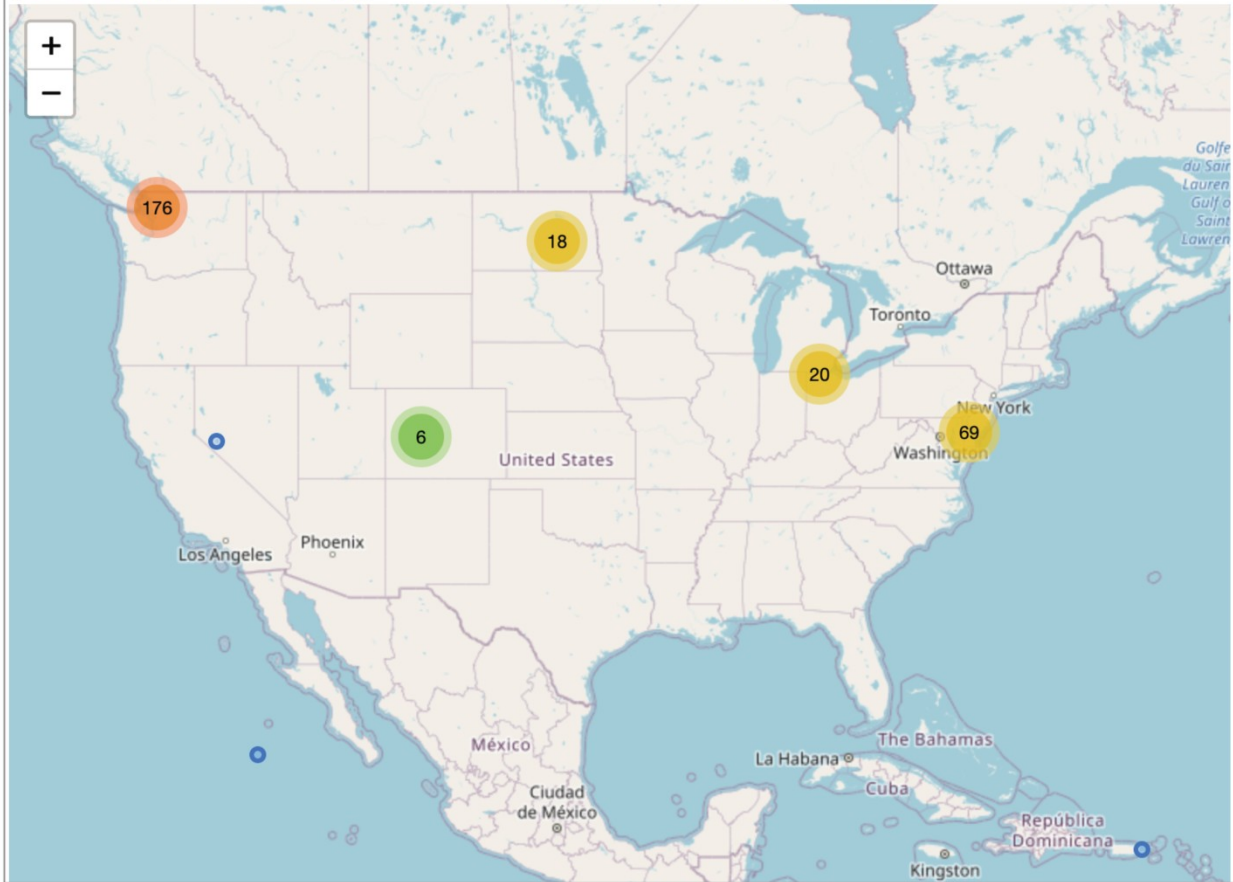 +
−
Golfe
du Sain
Lauren
Gulf o
Saint
Lawren
176
18
Ottawa
Toronto
20
New York
69
Washington
6
United States
Los Angeles
Phoenix
México
La Habana
The Bahamas
Cuba
Ciudad
de México
República
Dominicana
Kingston